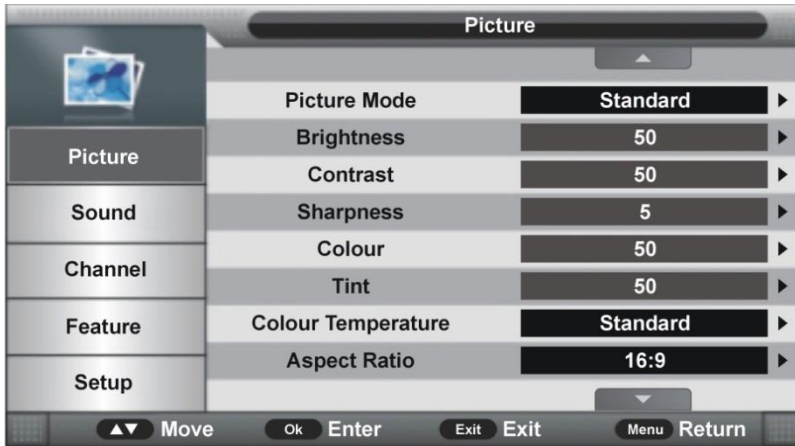 Picture
Picture Mode Standard
Brightness 50
Picture
Contrast 50
Sound
Sharpness 5
Colour 50
Channel
Tint 50
Feature
Colour Temperature Standard
Aspect Ratio 16:9
Setup
▲▼ Move Ok Enter Exit Exit Menu Return